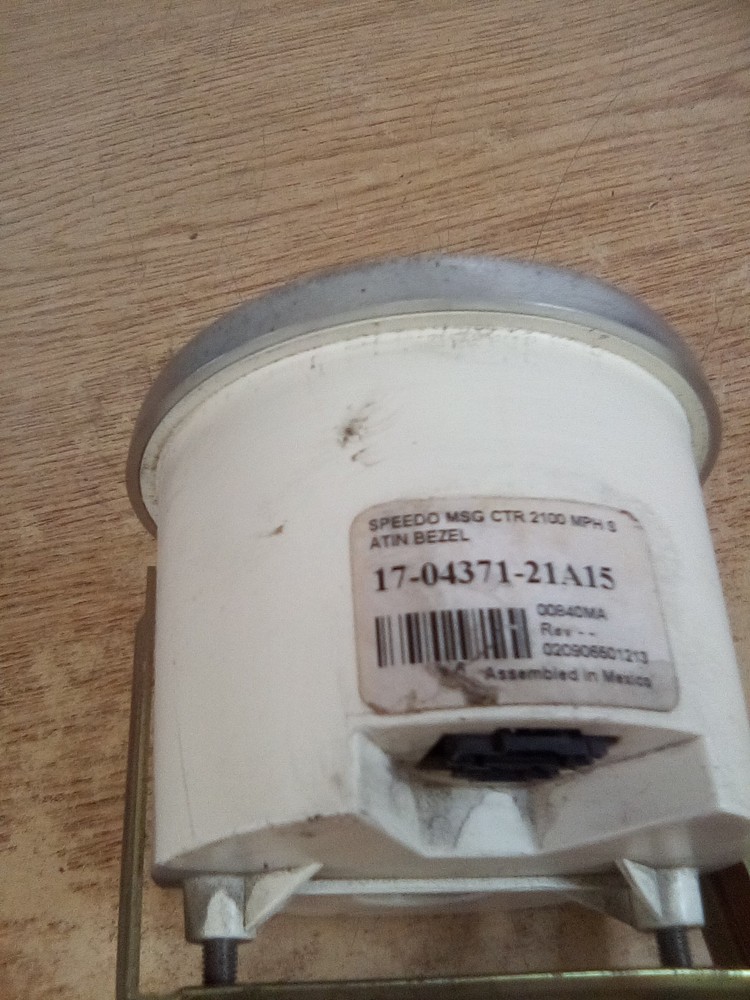 SPEEDO MSG CTR 2100 MPH S
ATIN BEZEL
17-04371-21A15
00840MA
Rev - -
020906601213
Assembled in Mexico